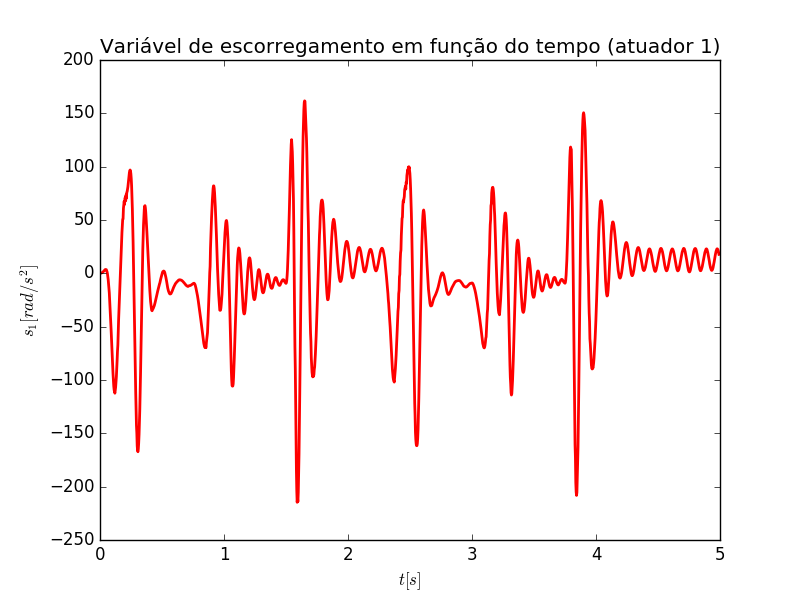 Variável de escorregamento em função do tempo (atuador 1)
200
150
100
50
0
−50
−100
−150
−200
−250
s₁[rad/s²]
0 1 2 3 4 5
t[s]